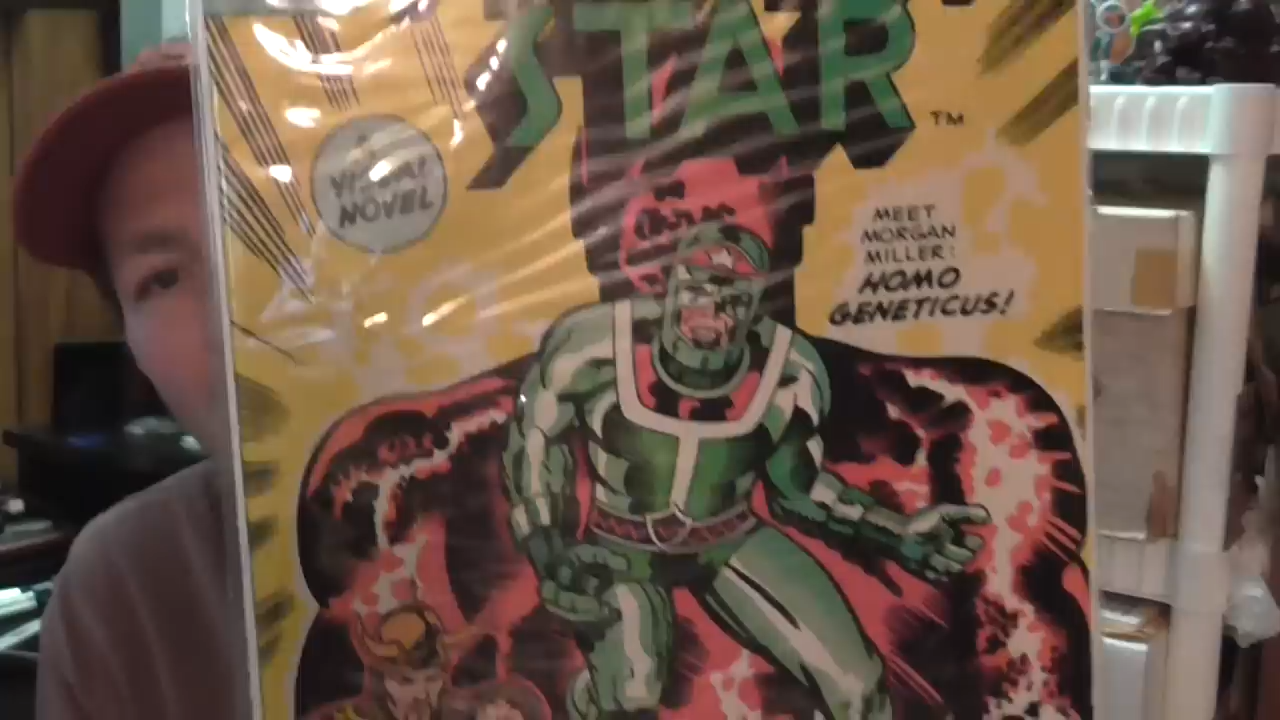 STAR
TM
A
VISUAL
NOVEL
MEET
MORGAN
MILLER:
HOMO
GENETICUS!